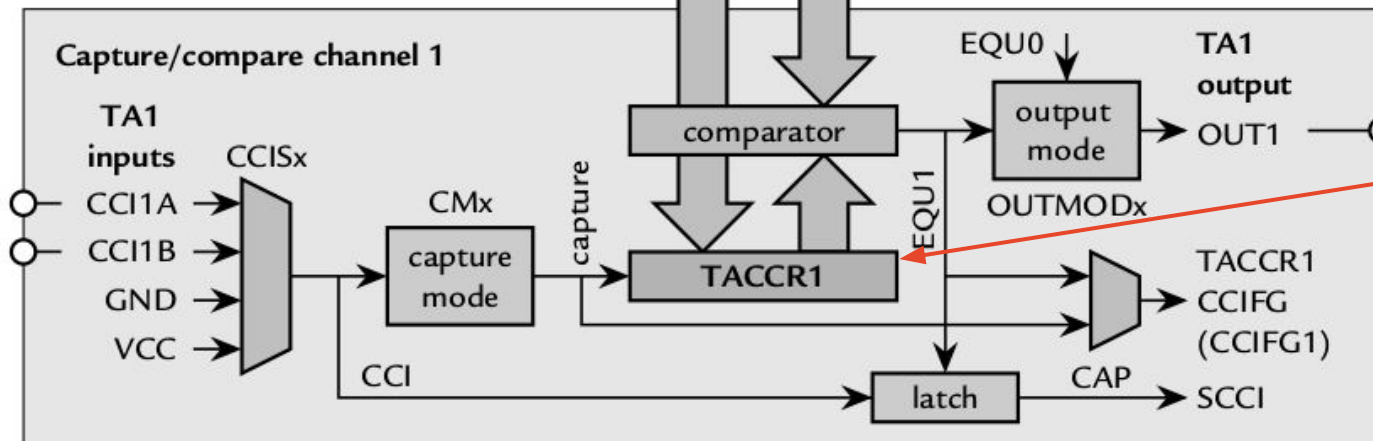 Capture/compare channel 1
TA1
inputs
CCISx
CCI1A
CCI1B
GND
VCC
CMx
capture
mode
CCI
capture
comparator
TACCR1
EQU1
EQU0
output
mode
OUTMODx
TA1
output
OUT1
TACCR1
CCIFG
(CCIFG1)
latch
CAP
SCCI